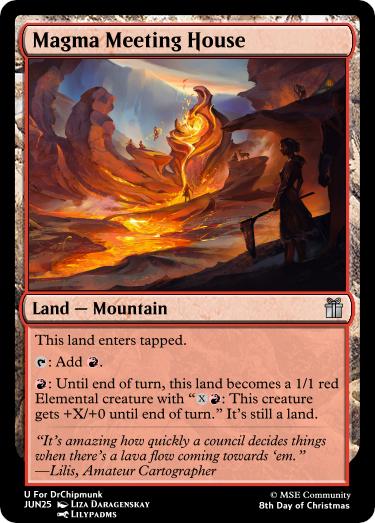 Magma Meeting House
Land — Mountain
This land enters tapped.
: Add .
: Until end of turn, this land becomes a 1/1 red
Elemental creature with “X : This creature
gets +X/+0 until end of turn.” It's still a land.
“It's amazing how quickly a council decides
things when there's a lava flow coming towards 'em.”
—Lilis, Amateur Cartographer
U For DrChipmunk
© MSE Community
JUN25 Liza Daragenskay
8th Day of Christmas
Lilypadms